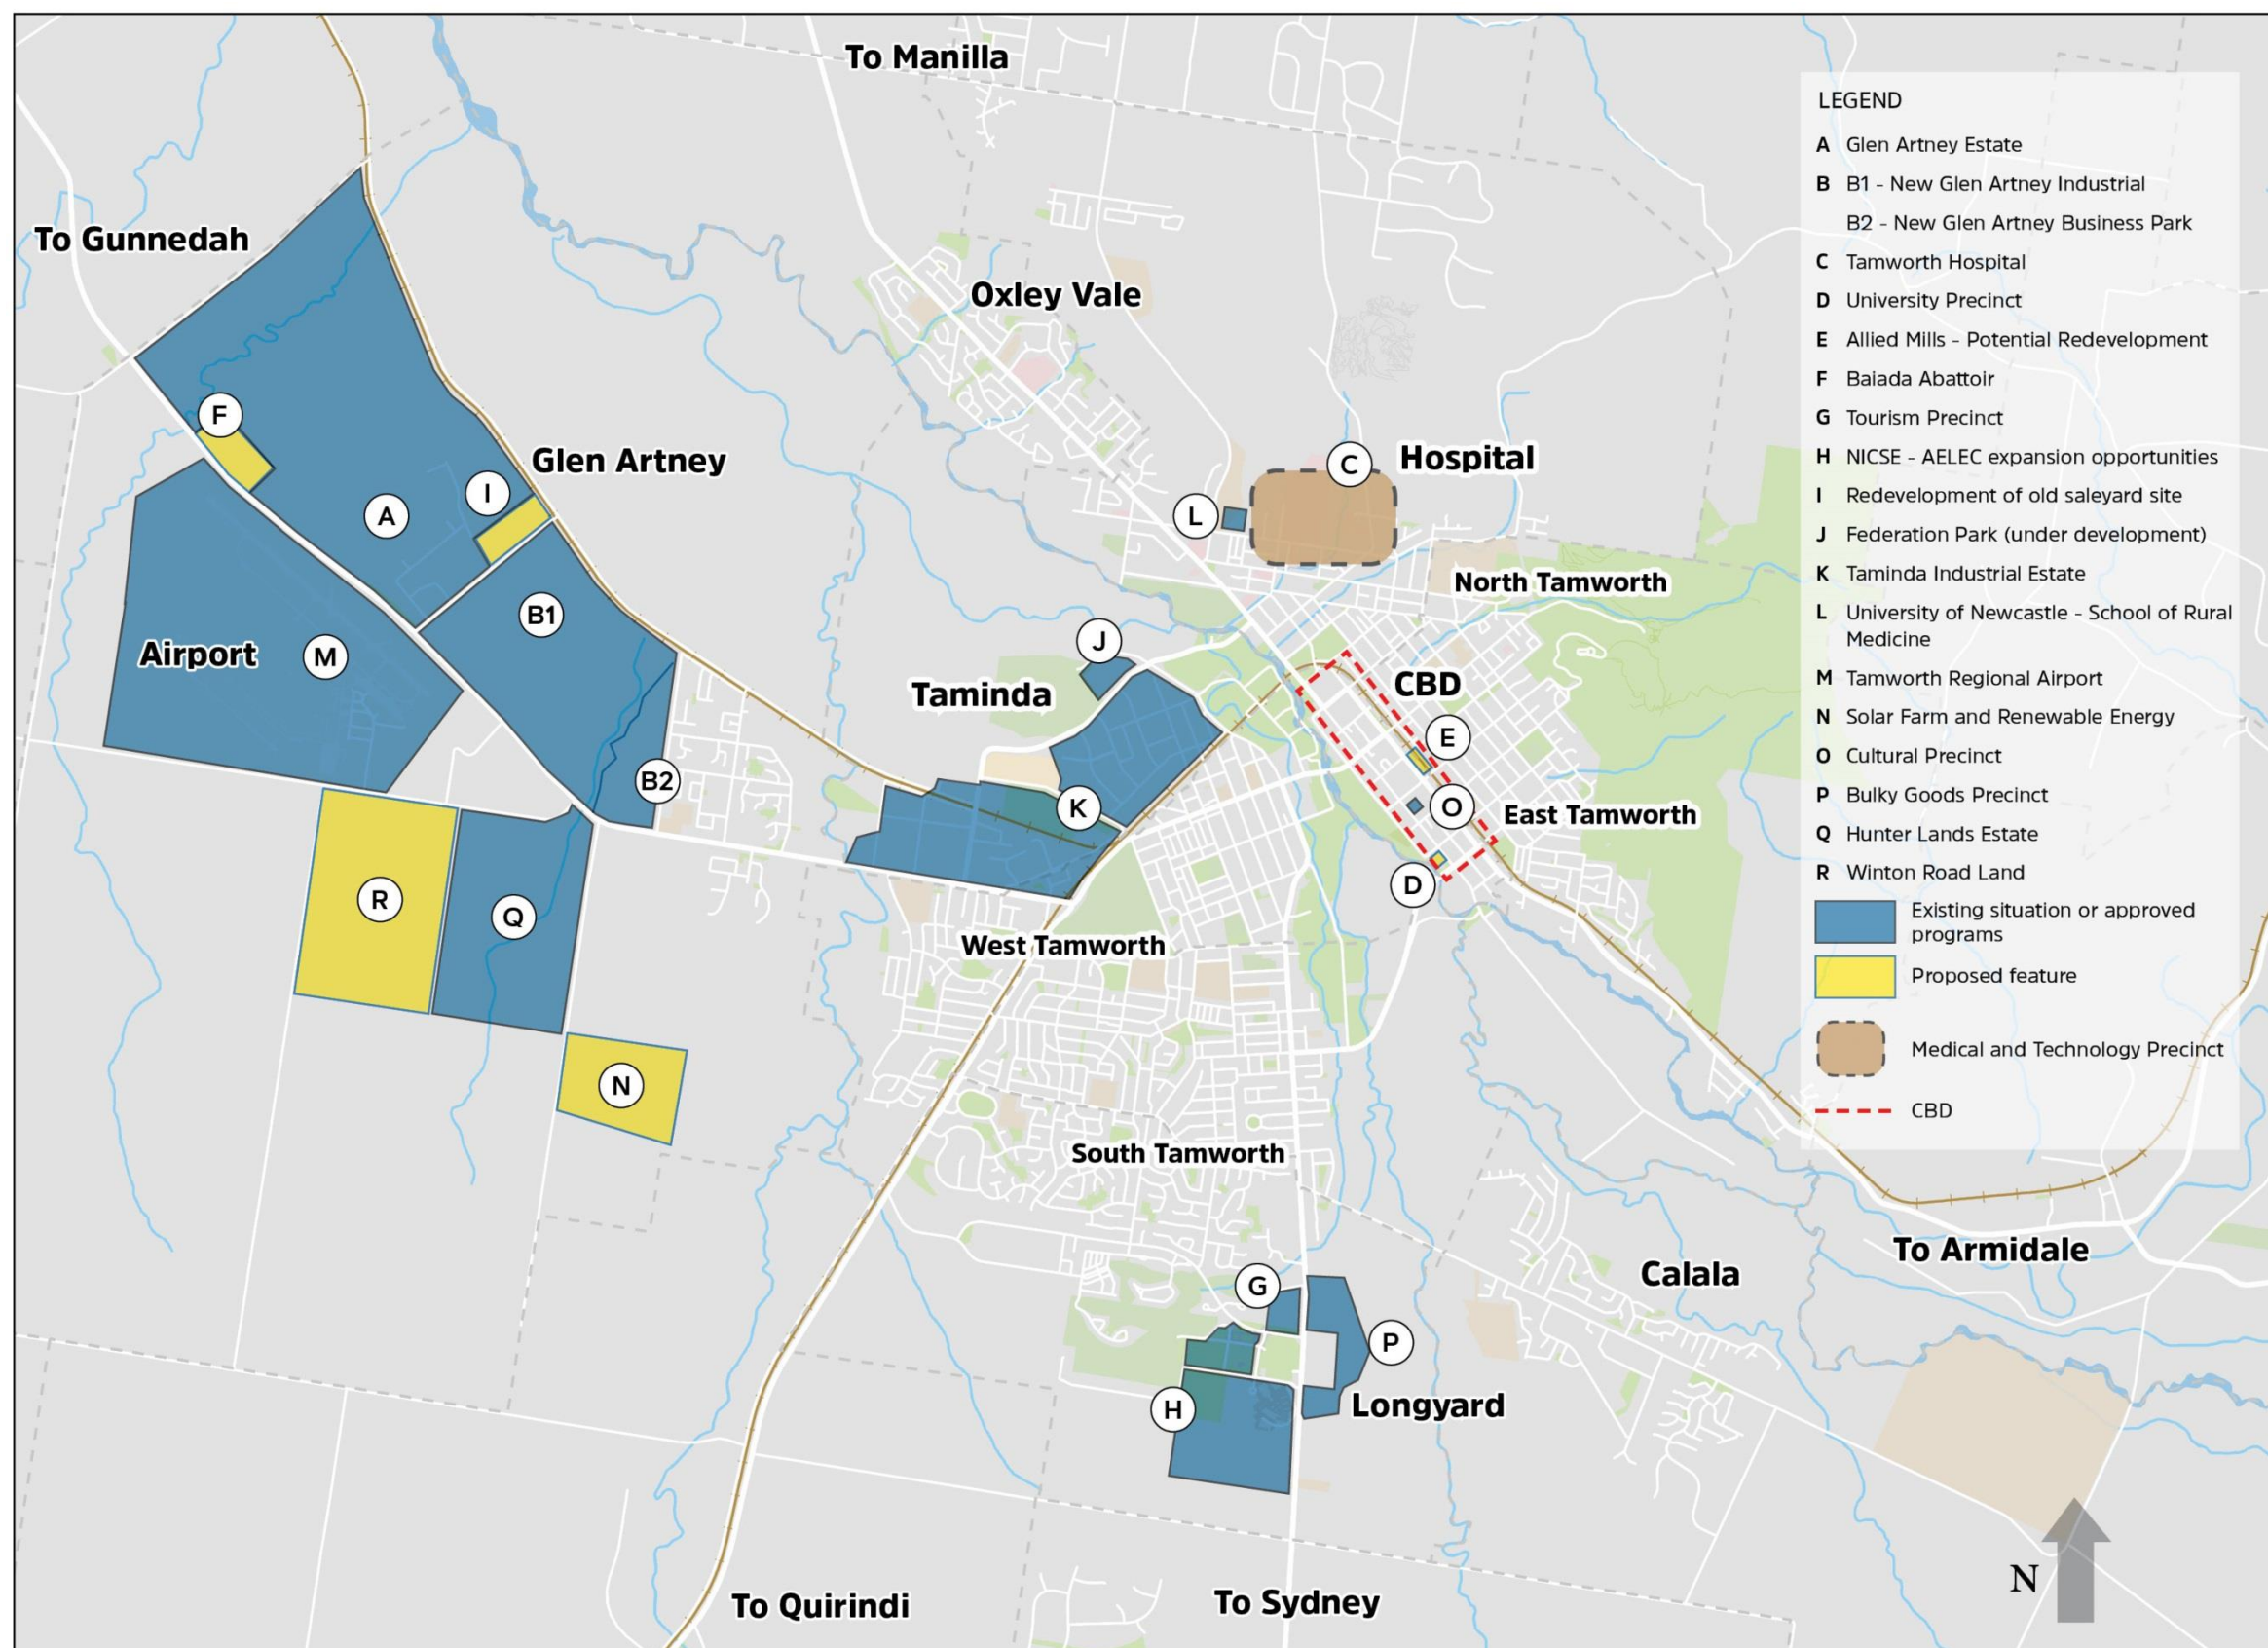 To Manilla
To Gunnedah
Oxley Vale
F
Glen Artney
I
A
Hospital
C
L
B1
North Tamworth
Airport
M
J
Taminda
CBD
E
B2
K
O
East Tamworth
D
R
Q
West Tamworth
N
South Tamworth
G
P
H
Longyard
Calala
To Armidale
To Quirindi
To Sydney
LEGEND
A Glen Artney Estate
B B1 - New Glen Artney Industrial
B2 - New Glen Artney Business Park
C Tamworth Hospital
D University Precinct
E Allied Mills - Potential Redevelopment
F Baiada Abattoir
G Tourism Precinct
H NICSE - AELEC expansion opportunities
I Redevelopment of old saleyard site
J Federation Park (under development)
K Taminda Industrial Estate
L University of Newcastle - School of Rural
Medicine
M Tamworth Regional Airport
N Solar Farm and Renewable Energy
O Cultural Precinct
P Bulky Goods Precinct
Q Hunter Lands Estate
R Winton Road Land
Existing situation or approved
programs
Proposed feature
Medical and Technology Precinct
CBD
N